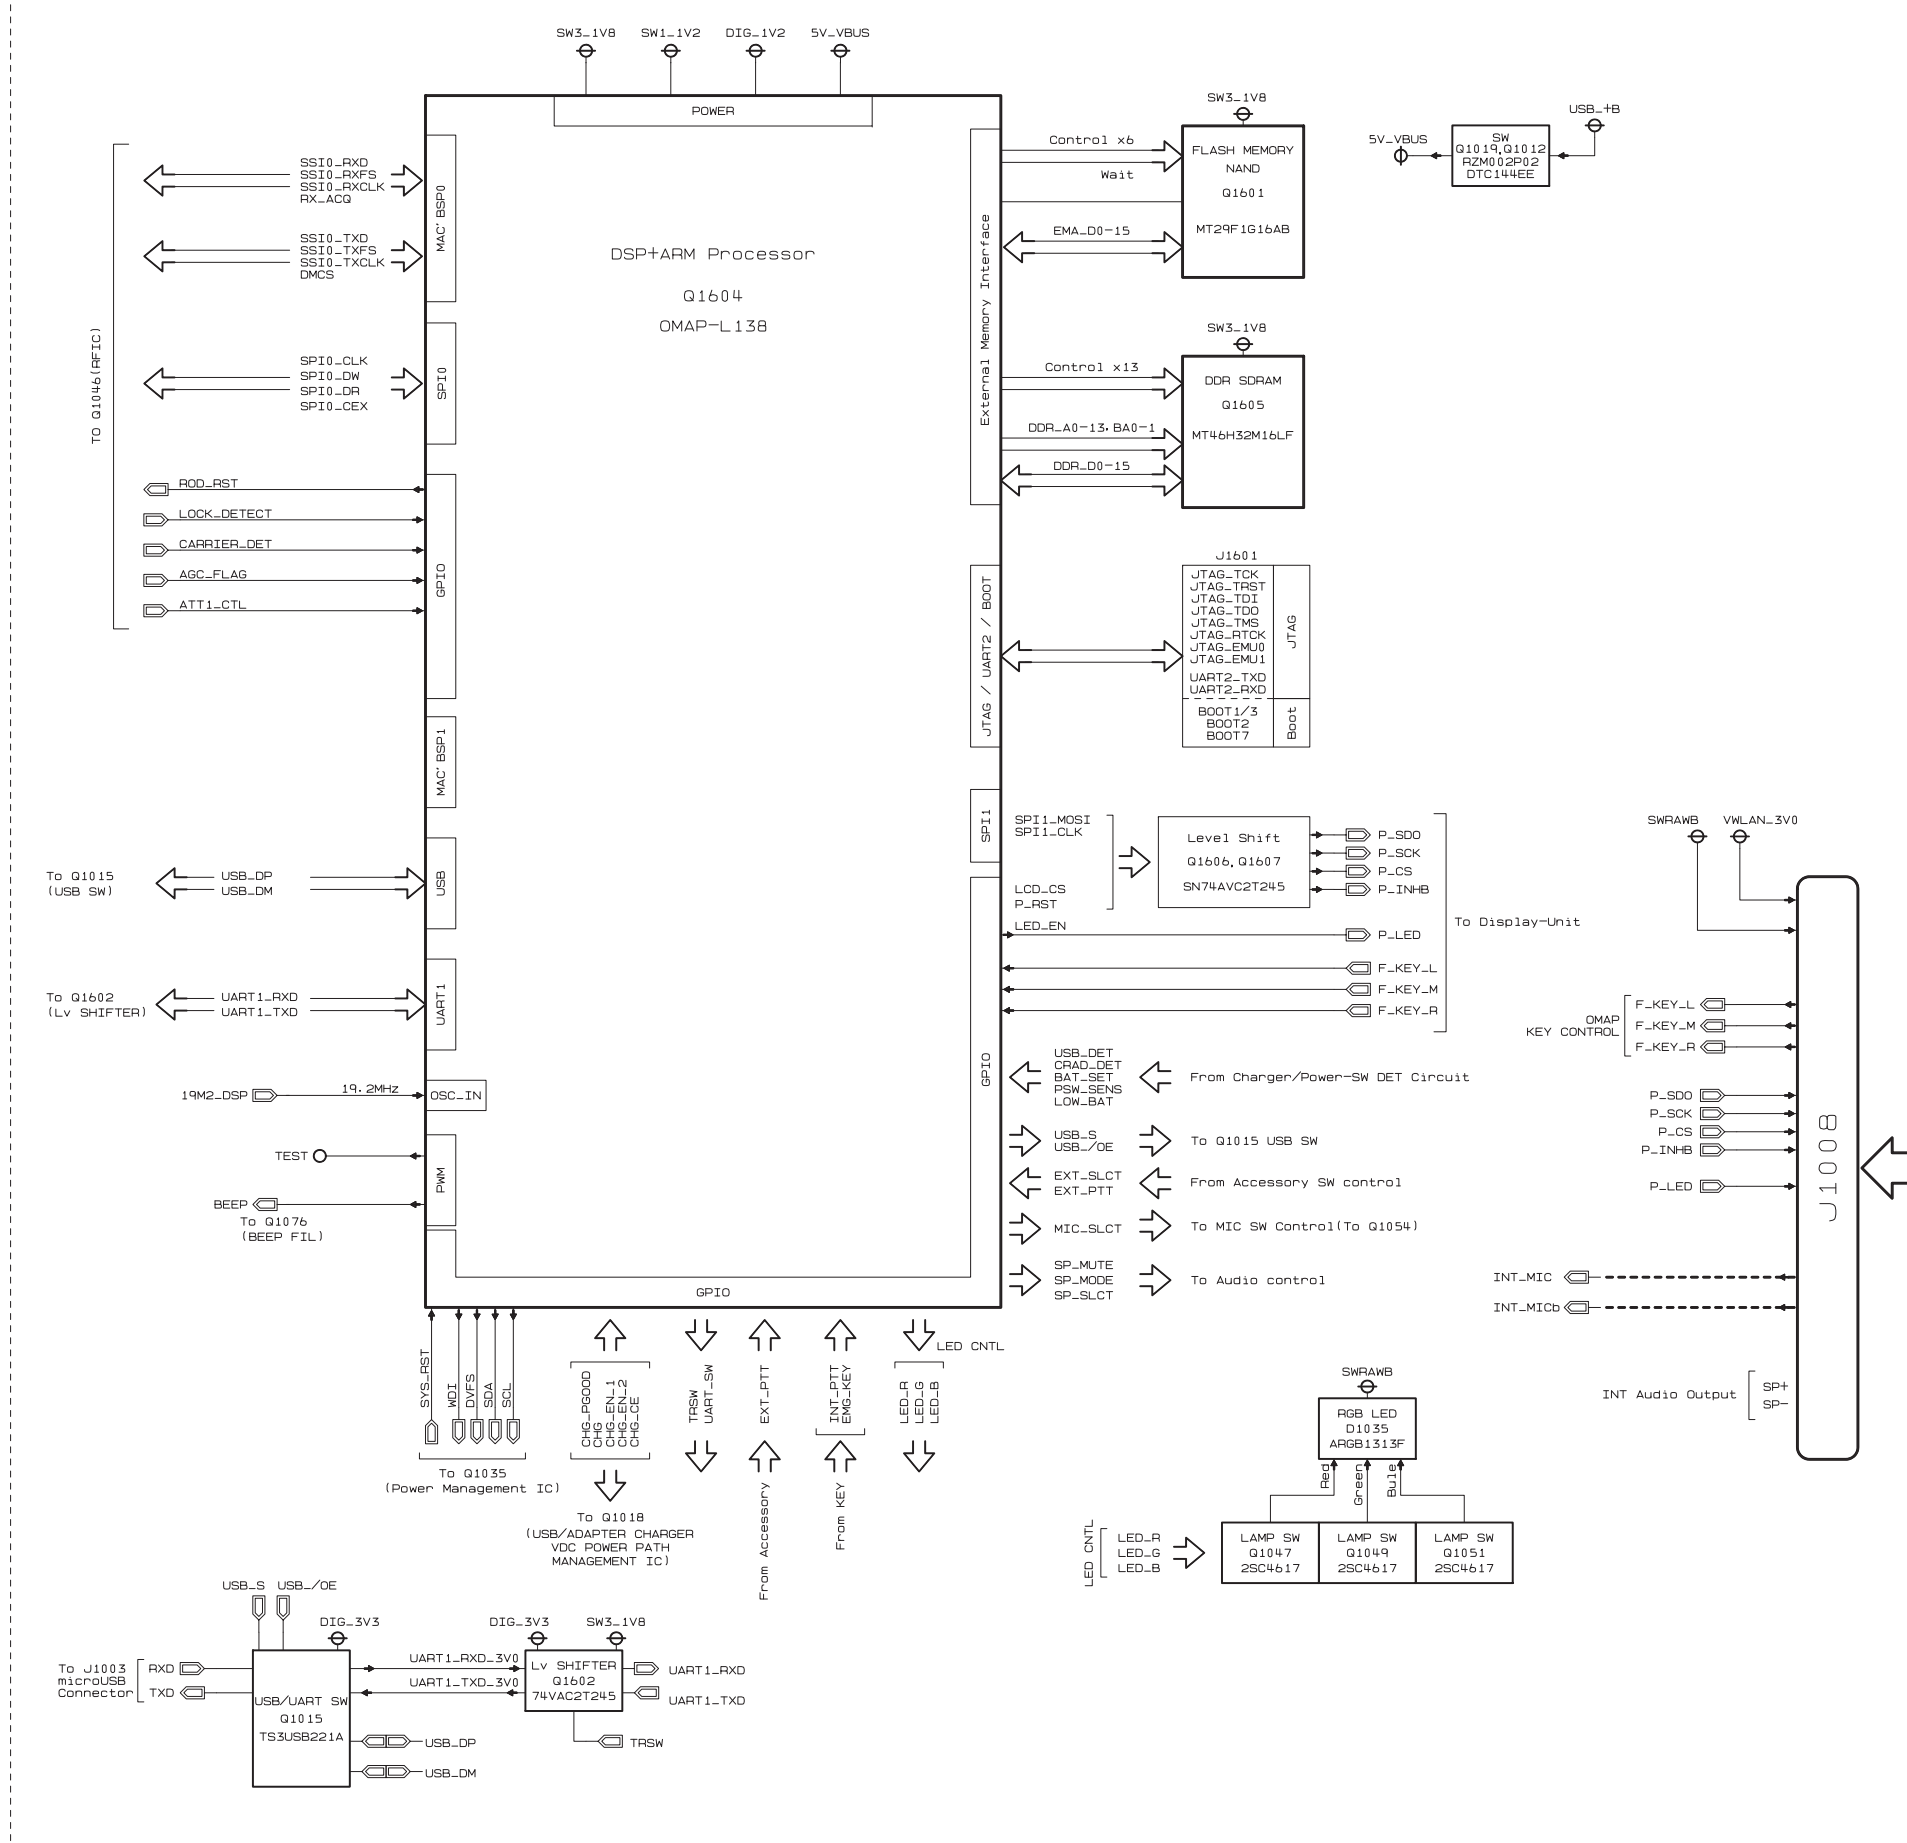 SW3_1V8
SW1_1V2
DIG_1V2
5V_VBUS
POWER
DSP+ARM Processor
Q1604
OMAP-L138
TO Q1046(RFIC)
SSI0_RXD
SSI0_RXFS
SSI0_RXCLK
RX_ACQ
SSI0_TXD
SSI0_TXFS
SSI0_TXCLK
DMCS
MAC' BSP0
SPI0_CLK
SPI0_DW
SPI0_DR
SPI0_CEX
SPI0
ROD_RST
LOCK_DETECT
CARRIER_DET
AGC_FLAG
ATT1_CTL
GPIO
MAC' BSP1
To Q1015
(USB SW)
USB_DP
USB_DM
USB
To Q1602
(Lv SHIFTER)
UART1_RXD
UART1_TXD
UART1
19M2_DSP
19.2MHz
OSC_IN
TEST
PWM
BEEP
To Q1076
(BEEP FIL)
GPIO
External Memory Interface
Control x6
Wait
EMA_D0-15
SW3_1V8
FLASH MEMORY
NAND
Q1601
MT29F1G16AB
Control x13
DDR_A0-13,BA0-1
DDR_D0-15
SW3_1V8
DDR SDRAM
Q1605
MT46H32M16LF
5V_VBUS
SW
Q1019,Q1012
RZM002P02
DTC144EE
USB_+B
JTAG / UART2 / BOOT
J1601
JTAG_TCK
JTAG_TRST
JTAG_TDI
JTAG_TDO
JTAG_TMS
JTAG_RTCK
JTAG_EMU0
JTAG_EMU1
UART2_TXD
UART2_RXD
JTAG
BOOT1/3
BOOT2
BOOT7
Boot
SPI1
SPI1_MOSI
SPI1_CLK
LCD_CS
P_RST
Level Shift
Q1606,Q1607
SN74AVC2T245
P_SDO
P_SCK
P_CS
P_INHB
LED_EN
P_LED
F_KEY_L
F_KEY_M
F_KEY_R
To Display-Unit
GPIO
USB_DET
CRAD_DET
BAT_SET
PSW_SENS
LOW_BAT
From Charger/Power-SW DET Circuit
USB_S
USB_/OE
To Q1015 USB SW
EXT_SLCT
EXT_PTT
From Accessory SW control
MIC_SLCT
To MIC SW Control(To Q1054)
SP_MUTE
SP_MODE
SP_SLCT
To Audio control
SWRAWB
VWLAN_3V0
OMAP
KEY CONTROL
F_KEY_L
F_KEY_M
F_KEY_R
P_SDO
P_SCK
P_CS
P_INHB
P_LED
J1008
INT_MIC
INT_MICb
INT Audio Output
SP+
SP-
SYS_RST
WDI
DVFS
SDA
SCL
To Q1035
(Power Management IC)
CHG_PGOOD
CHG
CHG_EN_1
CHG_EN_2
CHG_CE
To Q1018
(USB/ADAPTER CHARGER
VDC POWER PATH
MANAGEMENT IC)
TRSW
UART_SW
EXT_PTT
From Accessory
INT_PTT
EMG_KEY
From KEY
LED CNTL
LED_R
LED_G
LED_B
SWRAWB
RGB LED
D1035
ARGB1313F
Red
Green
Bule
LED CNTL
LED_R
LED_G
LED_B
LAMP SW
Q1047
2SC4617
LAMP SW
Q1049
2SC4617
LAMP SW
Q1051
2SC4617
USB_S
USB_/OE
DIG_3V3
To J1003
microUSB
Connector
RXD
TXD
USB/UART SW
Q1015
TS3USB221A
USB_DP
USB_DM
UART1_RXD_3V0
UART1_TXD_3V0
DIG_3V3
SW3_1V8
Lv SHIFTER
Q1602
74VAC2T245
UART1_RXD
UART1_TXD
TRSW